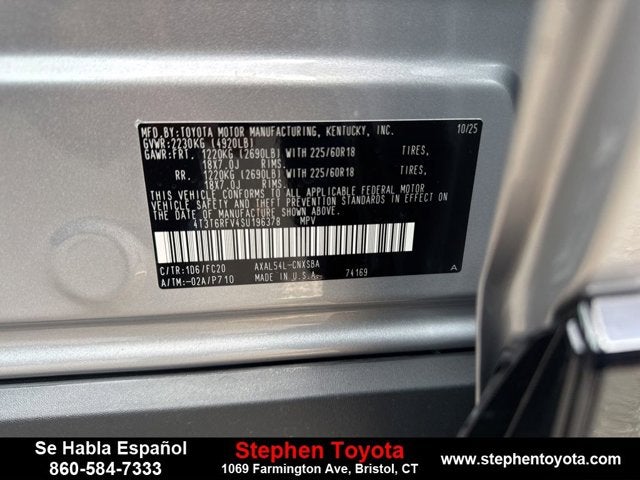 MFD.BY:TOYOTA MOTOR MANUFACTURING, KENTUCKY, INC. 10/25
GVWR:2230KG (4920LB)
GAWR:FRT. 1220KG (2690LB) WITH 225/60R18 TIRES,
18X7.0J RIMS.
RR. 1220KG (2690LB) WITH 225/60R18 TIRES,
18X7.0J RIMS.
THIS VEHICLE CONFORMS TO ALL APPLICABLE FEDERAL MOTOR
VEHICLE SAFETY AND THEFT PREVENTION STANDARDS IN EFFECT ON
THE DATE OF MANUFACTURE SHOWN ABOVE.
4T3T6RFV4SU196378 MPV
C/TR:1D6/FC20 AXAL54L-CNXSBA
A/TM:-02A/P710 MADE IN U.S.A. 74169 A
Se Habla Español
860-584-7333
Stephen Toyota
1069 Farmington Ave, Bristol, CT
www.stephentoyota.com